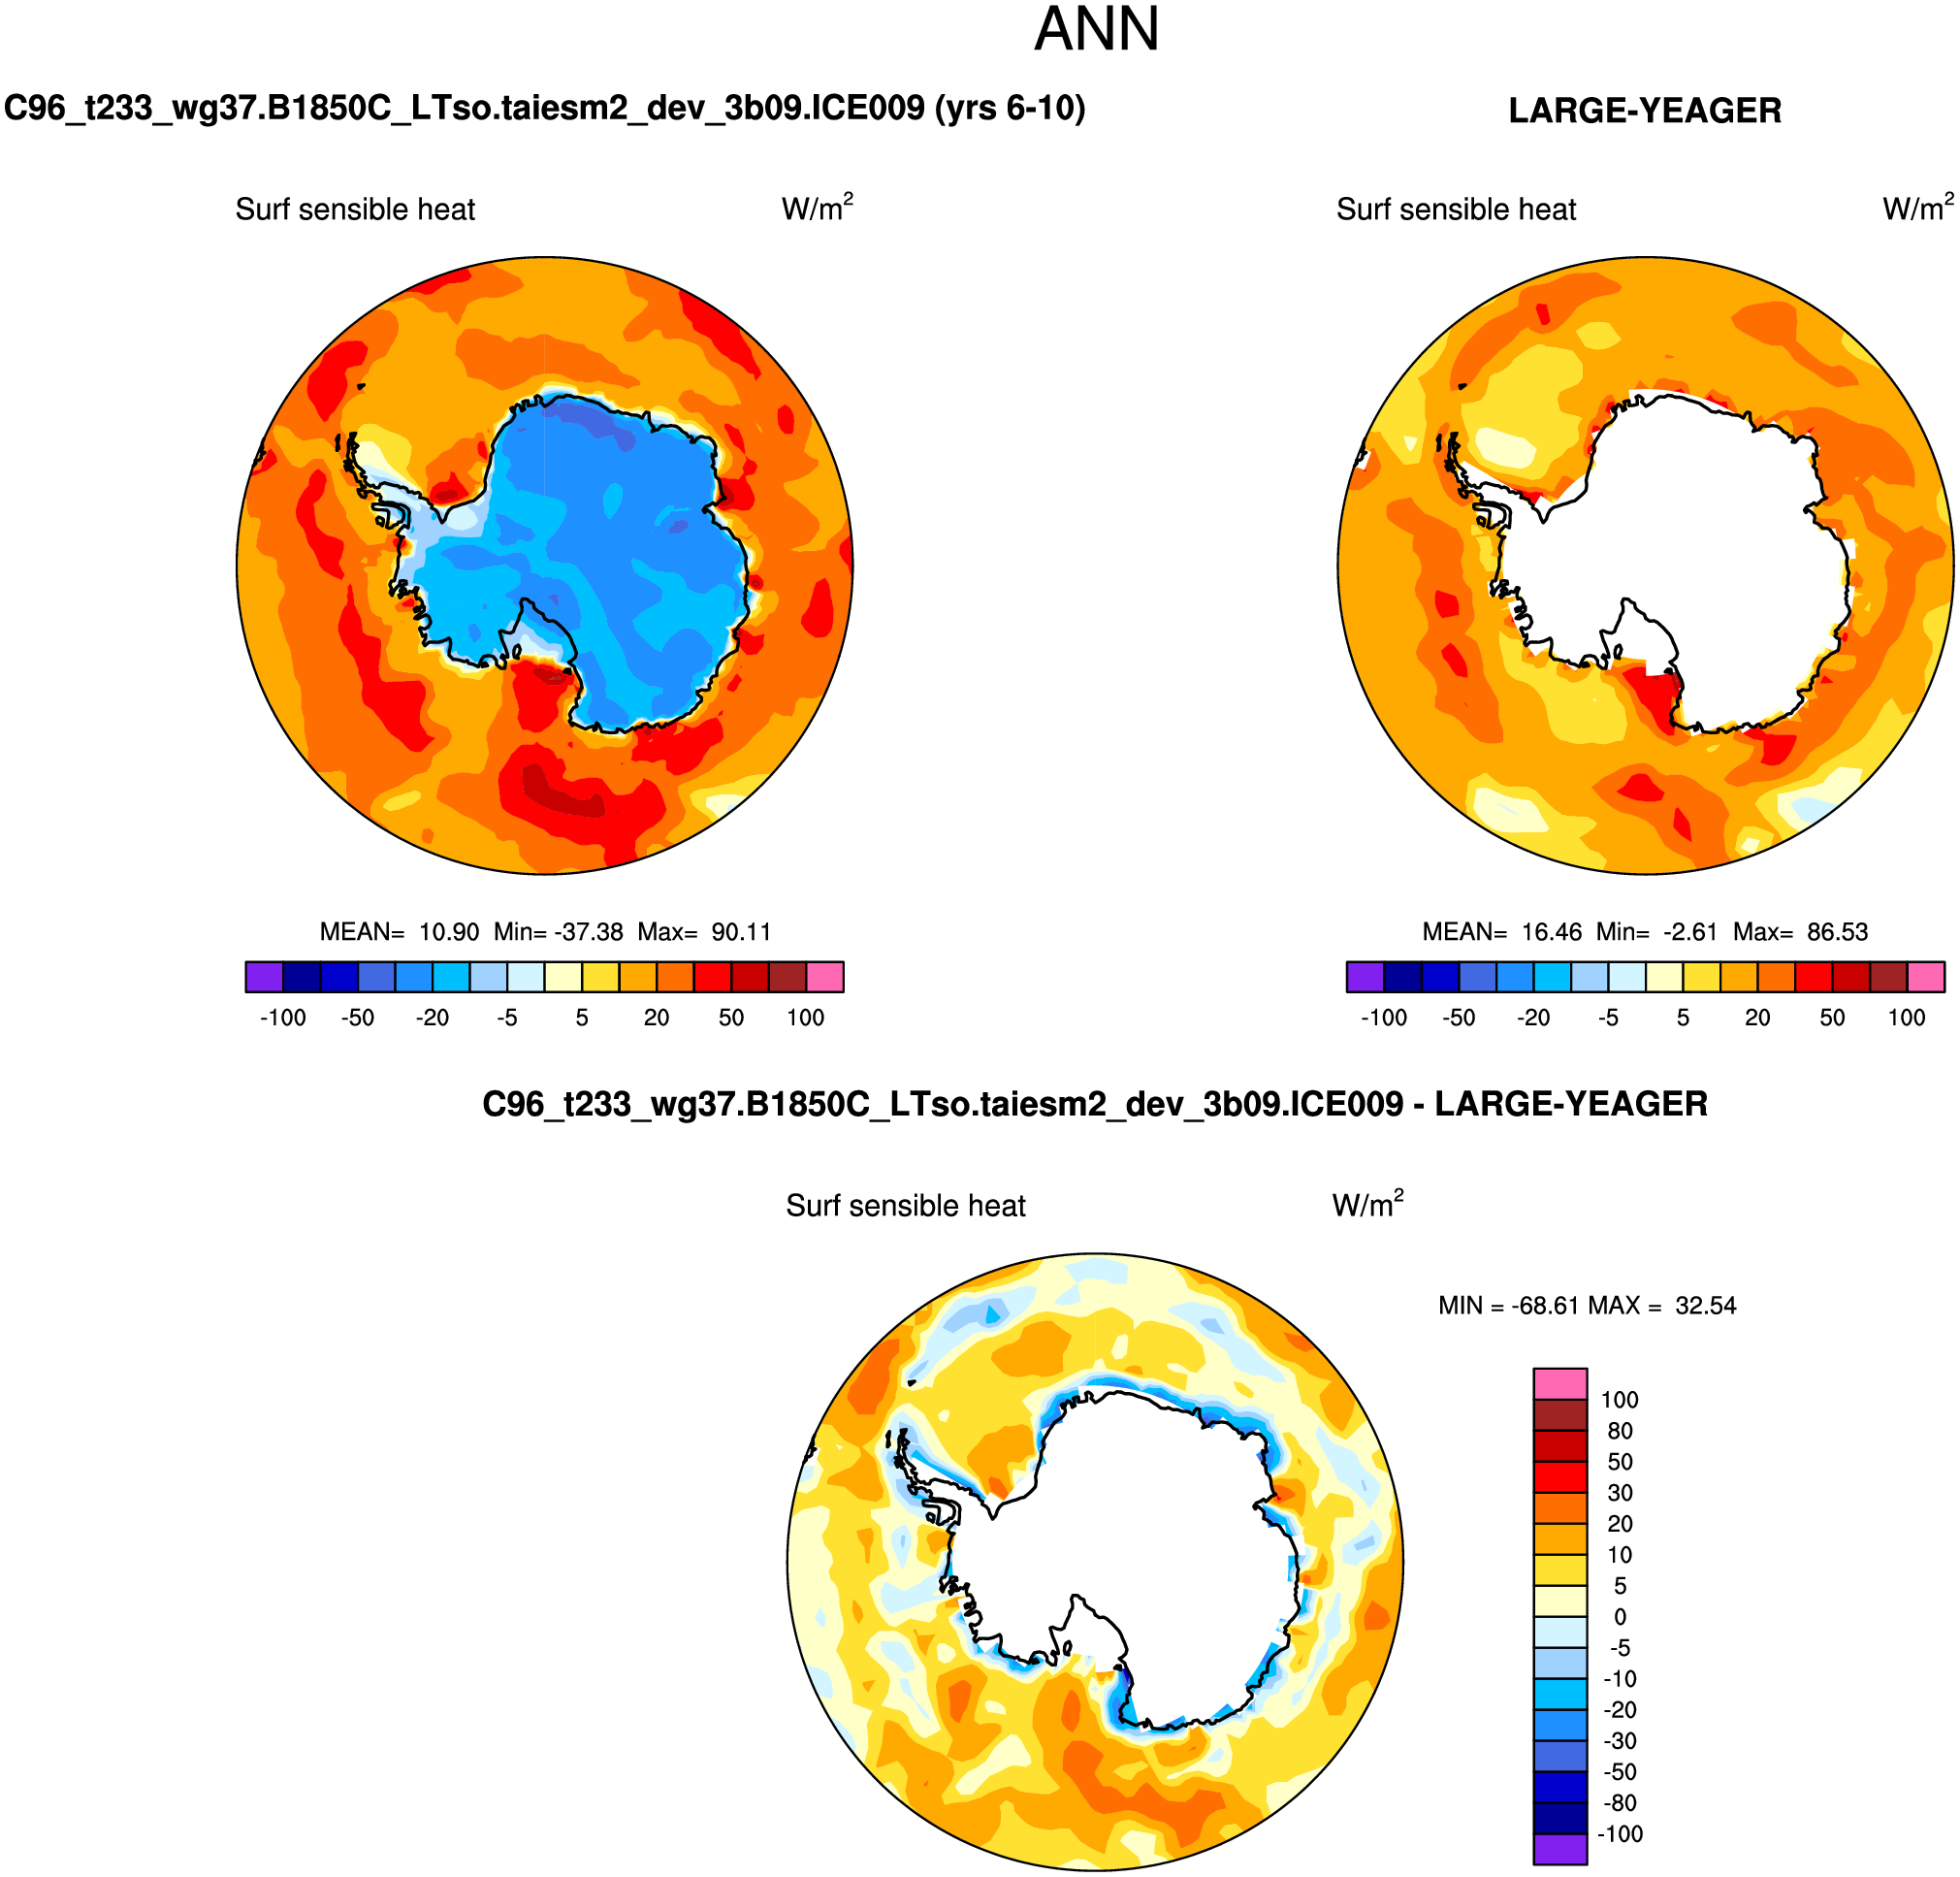 ANN
C96_t233_wg37.B1850C_LTso.taiesm2_dev_3b09.ICE009 (yrs 6-10)
LARGE-YEAGER
Surf sensible heat W/m²
Surf sensible heat W/m²
MEAN= 10.90 Min= -37.38 Max= 90.11
MEAN= 16.46 Min= -2.61 Max= 86.53
-100 -50 -20 -5 5 20 50 100
-100 -50 -20 -5 5 20 50 100
C96_t233_wg37.B1850C_LTso.taiesm2_dev_3b09.ICE009 - LARGE-YEAGER
Surf sensible heat W/m²
MIN = -68.61 MAX = 32.54
100
80
50
30
20
10
5
0
-5
-10
-20
-30
-50
-80
-100